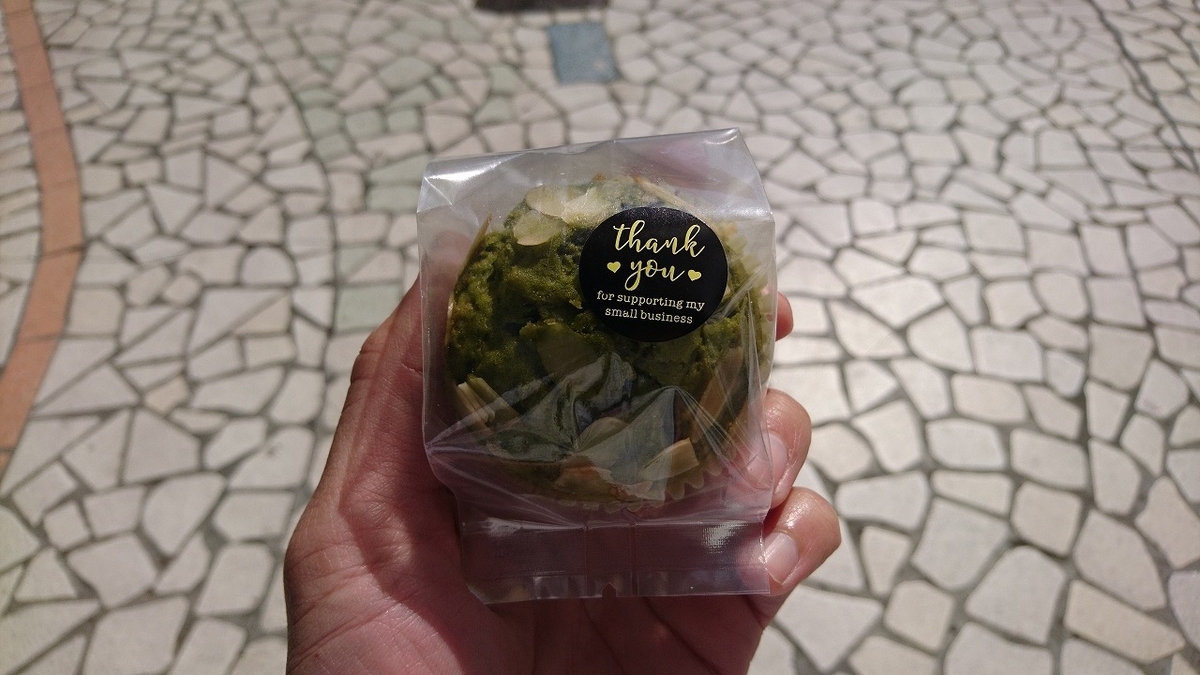 thank
you
for supporting my
small business